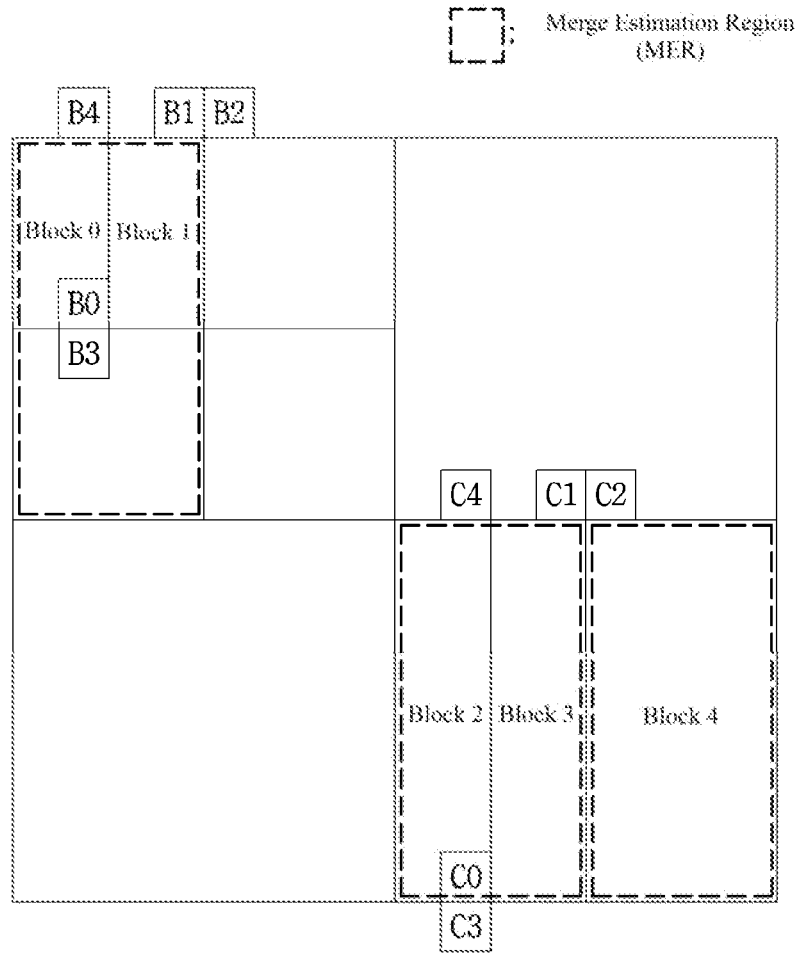 : Merge Estimation Region
(MER)
B4 B1 B2
Block 0 Block 1
B0
B3
C4 C1 C2
Block 2 Block 3 Block 4
C0
C3